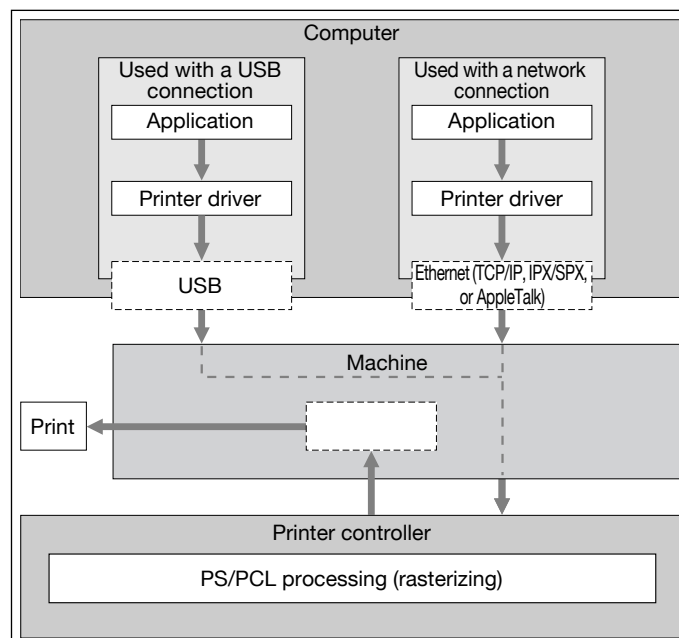 Computer
Used with a USB
connection
Application
Printer driver
USB
Used with a network
connection
Application
Printer driver
Ethernet (TCP/IP, IPX/SPX,
or AppleTalk)
Machine
Print
Printer controller
PS/PCL processing (rasterizing)